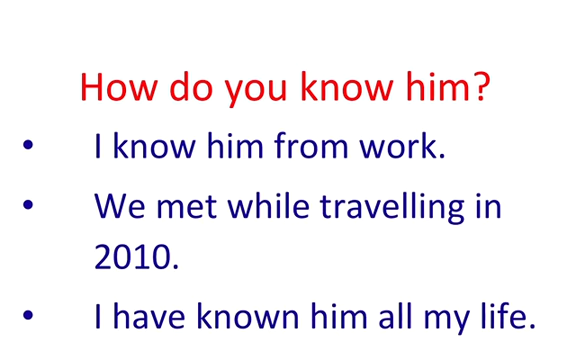 How do you know him?
• I know him from work.
• We met while travelling in
2010.
• I have known him all my life.